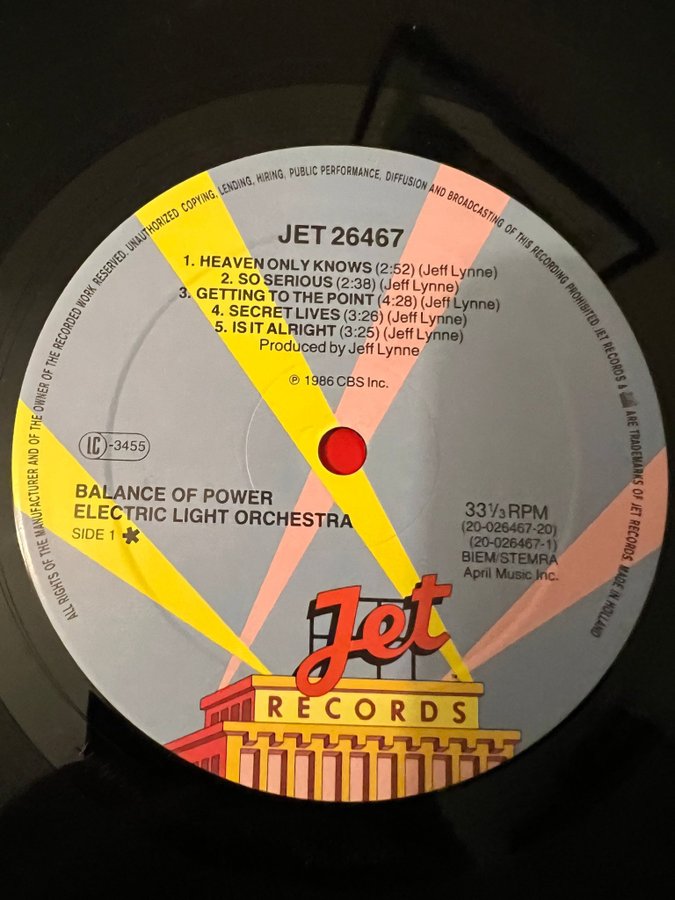 ALL RIGHTS OF THE MANUFACTURER AND OF THE OWNER OF THE RECORDED WORK RESERVED. UNAUTHORIZED COPYING, LENDING, HIRING, PUBLIC PERFORMANCE, DIFFUSION AND BROADCASTING OF THIS RECORDING PROHIBITED. JET RECORDS & ARE TRADEMARKS OF JET RECORDS. MADE IN HOLLAND
JET 26467
1. HEAVEN ONLY KNOWS (2:52) (Jeff Lynne)
2. SO SERIOUS (2:38) (Jeff Lynne)
3. GETTING TO THE POINT (4:28) (Jeff Lynne)
4. SECRET LIVES (3:26) (Jeff Lynne)
5. IS IT ALRIGHT (3:25) (Jeff Lynne)
Produced by Jeff Lynne
℗ 1986 CBS Inc.
LC-3455
BALANCE OF POWER
ELECTRIC LIGHT ORCHESTRA
SIDE 1 *
33 1/3 RPM
(20-026467-20)
(20-026467-1)
BIEM/STEMRA
April Music Inc.
Jet
RECORDS